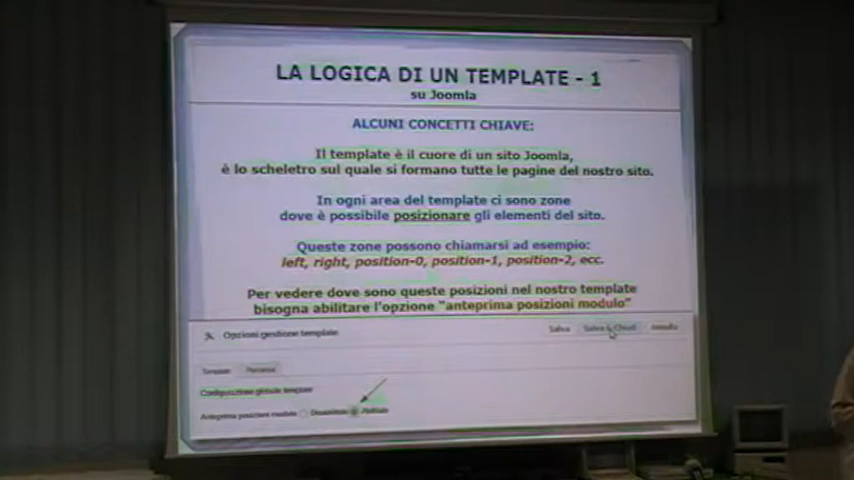 LA LOGICA DI UN TEMPLATE - 1
su Joomla
ALCUNI CONCETTI CHIAVE:
Il template è il cuore di un sito Joomla,
è lo scheletro sul quale si formano tutte le pagine del nostro sito.
In ogni area del template ci sono zone
dove è possibile posizionare gli elementi del sito.
Queste zone possono chiamarsi ad esempio:
left, right, position-0, position-1, position-2, ecc.
Per vedere dove sono queste posizioni nel nostro template
bisogna abilitare l'opzione "anteprima posizioni modulo"
Opzioni gestione template
Salva Salva & Chiudi Annulla
Template Permessi
Configurazione globale template
Anteprima posizioni modulo Disabilitato Abilitato